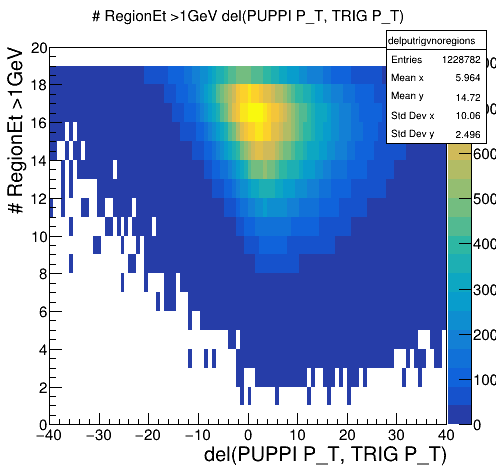 # RegionEt >1GeV del(PUPPI P_T, TRIG P_T)
delputrigvnoregions
Entries 1228782
Mean x 5.964
Mean y 14.72
Std Dev x 10.06
Std Dev y 2.496
# RegionEt >1GeV
20
18
16
14
12
10
8
6
4
2
0
−40 −30 −20 −10 0 10 20 30 40
del(PUPPI P_T, TRIG P_T)
600
500
400
300
200
100
0